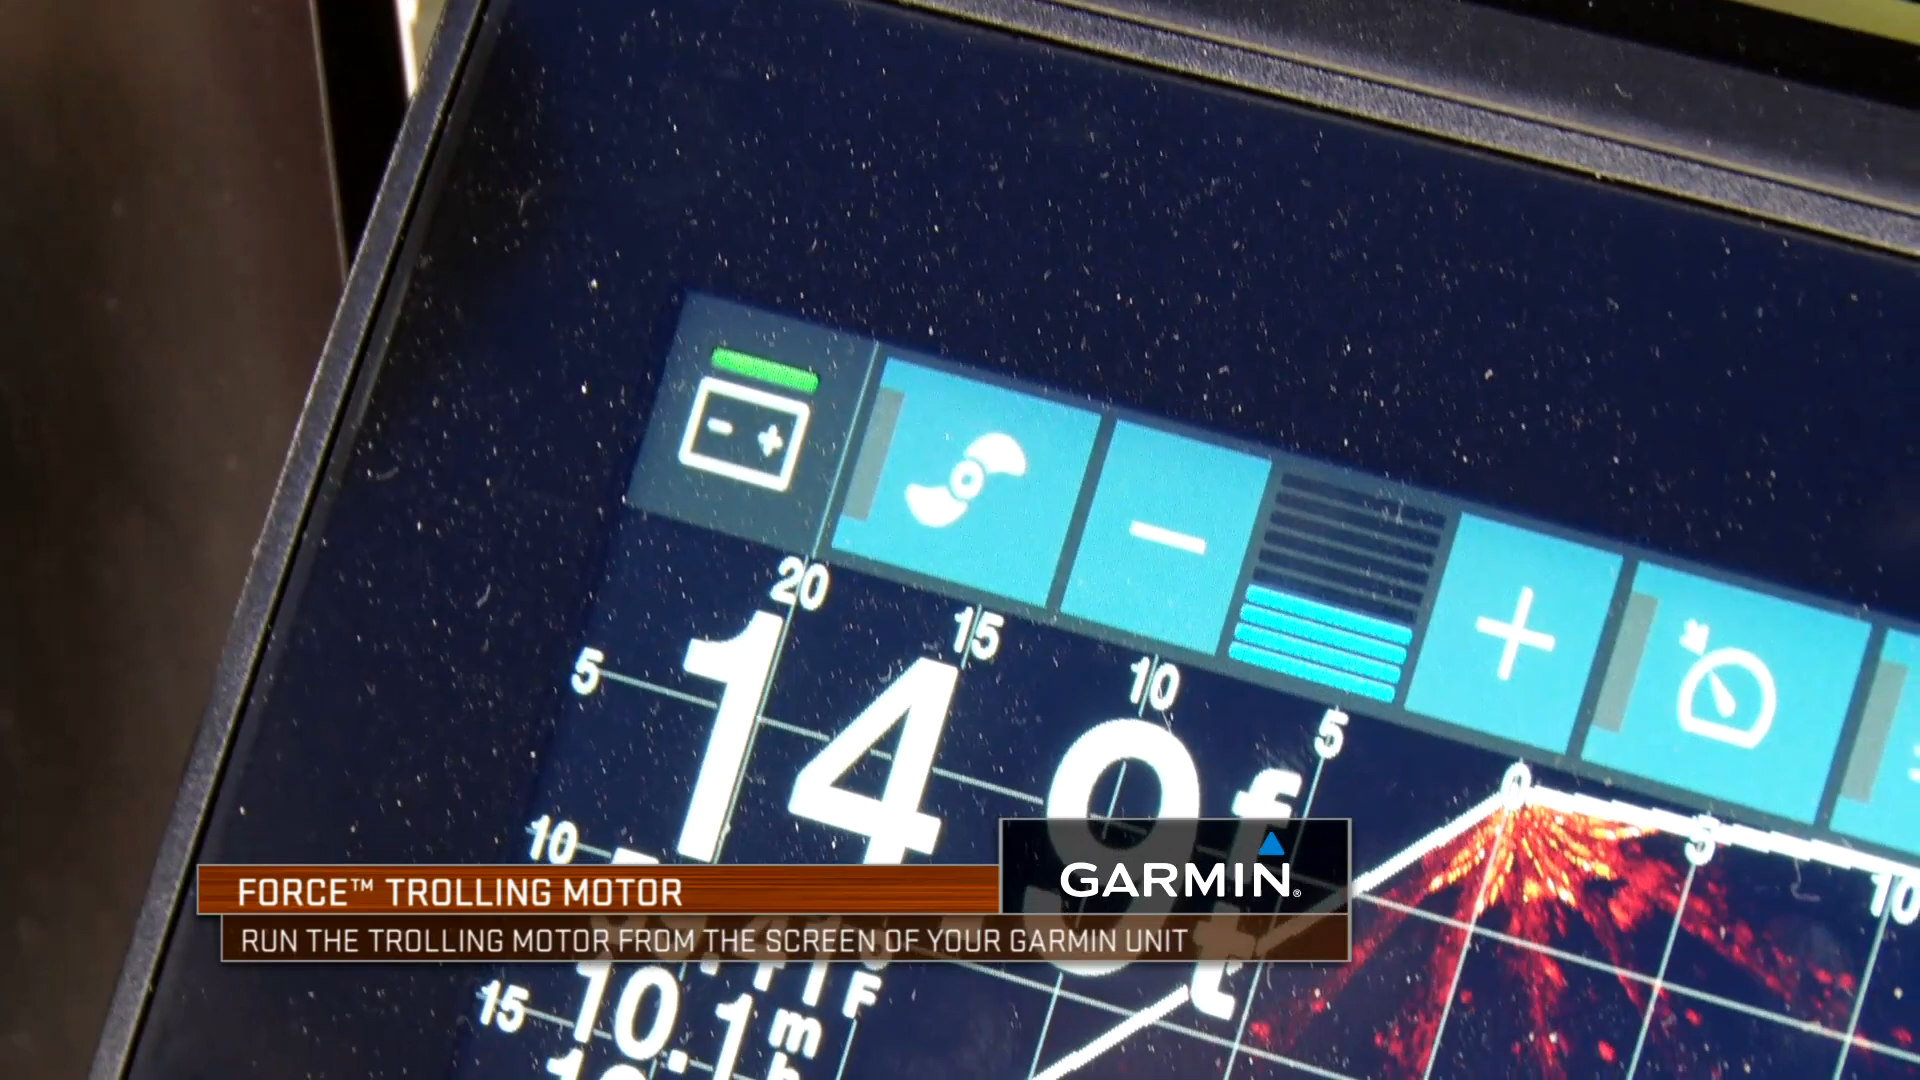 20
15
10
5
0
5
10
5
14.9 ft
10
FORCE™ TROLLING MOTOR
GARMIN®
RUN THE TROLLING MOTOR FROM THE SCREEN OF YOUR GARMIN UNIT
15
10.1 m